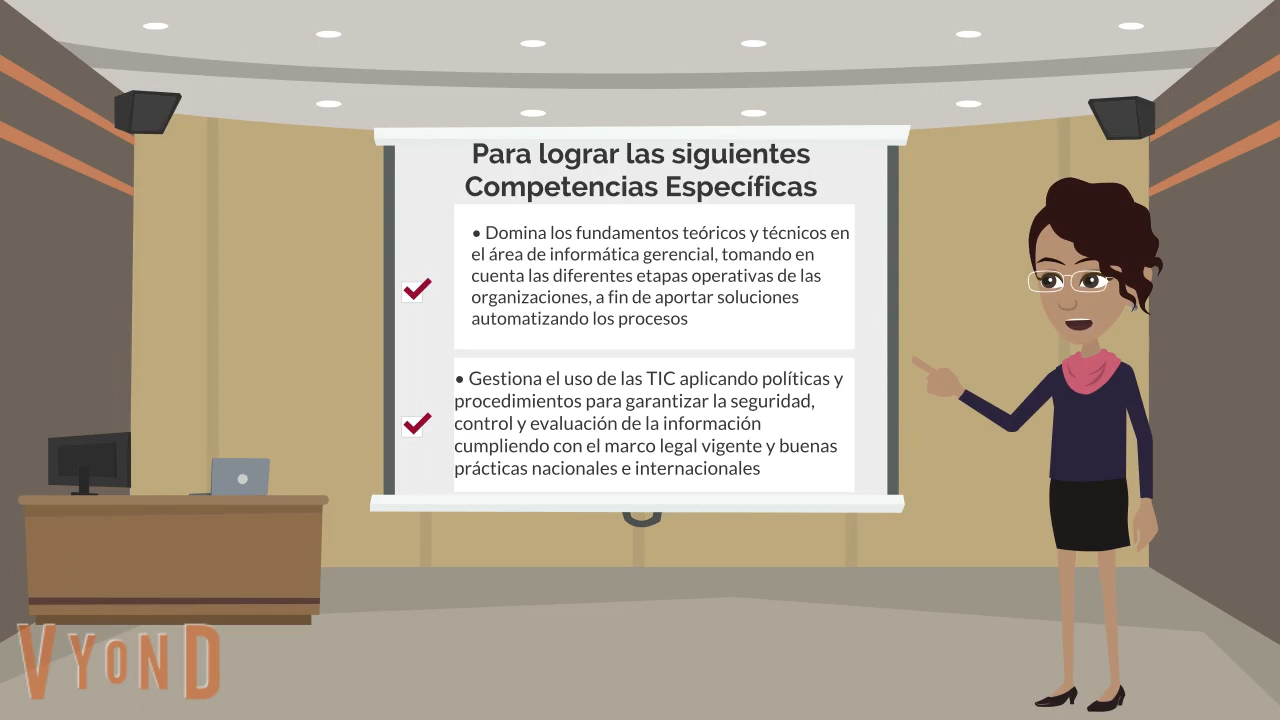 Para lograr las siguientes
Competencias Específicas
• Domina los fundamentos teóricos y técnicos en
el área de informática gerencial, tomando en
cuenta las diferentes etapas operativas de las
organizaciones, a fin de aportar soluciones
automatizando los procesos
• Gestiona el uso de las TIC aplicando políticas y
procedimientos para garantizar la seguridad,
control y evaluación de la información
cumpliendo con el marco legal vigente y buenas
prácticas nacionales e internacionales
VYOND